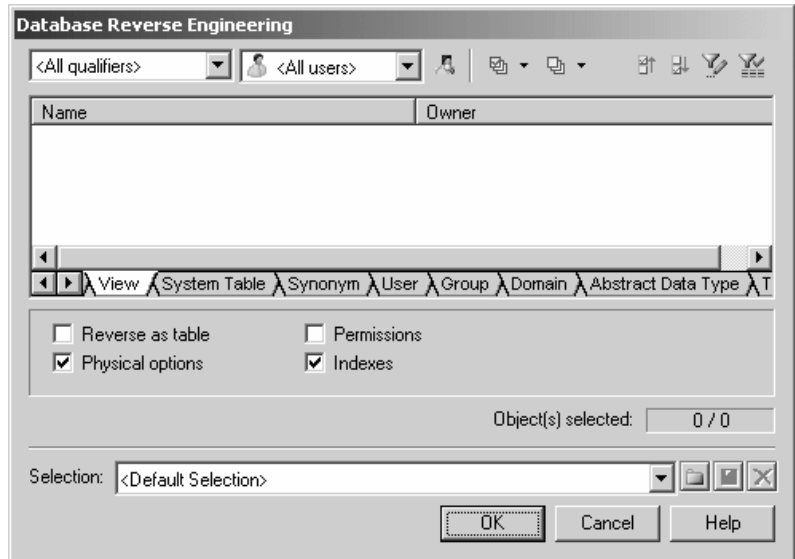 Database Reverse Engineering
<All qualifiers> <All users>
Name Owner
View System Table Synonym User Group Domain Abstract Data Type T
Reverse as table Permissions
Physical options Indexes
Object(s) selected: 0 / 0
Selection: <Default Selection>
OK Cancel Help